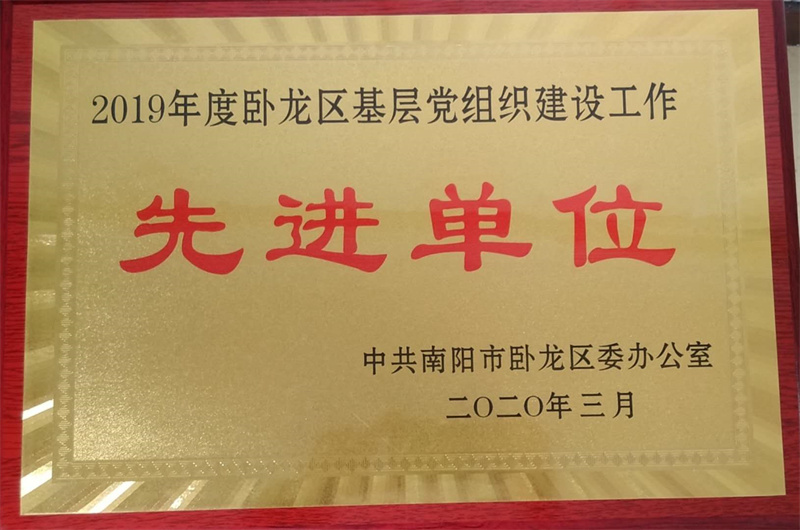 2019年度卧龙区基层党组织建设工作
先进单位
中共南阳市卧龙区委办公室
二〇二〇年三月